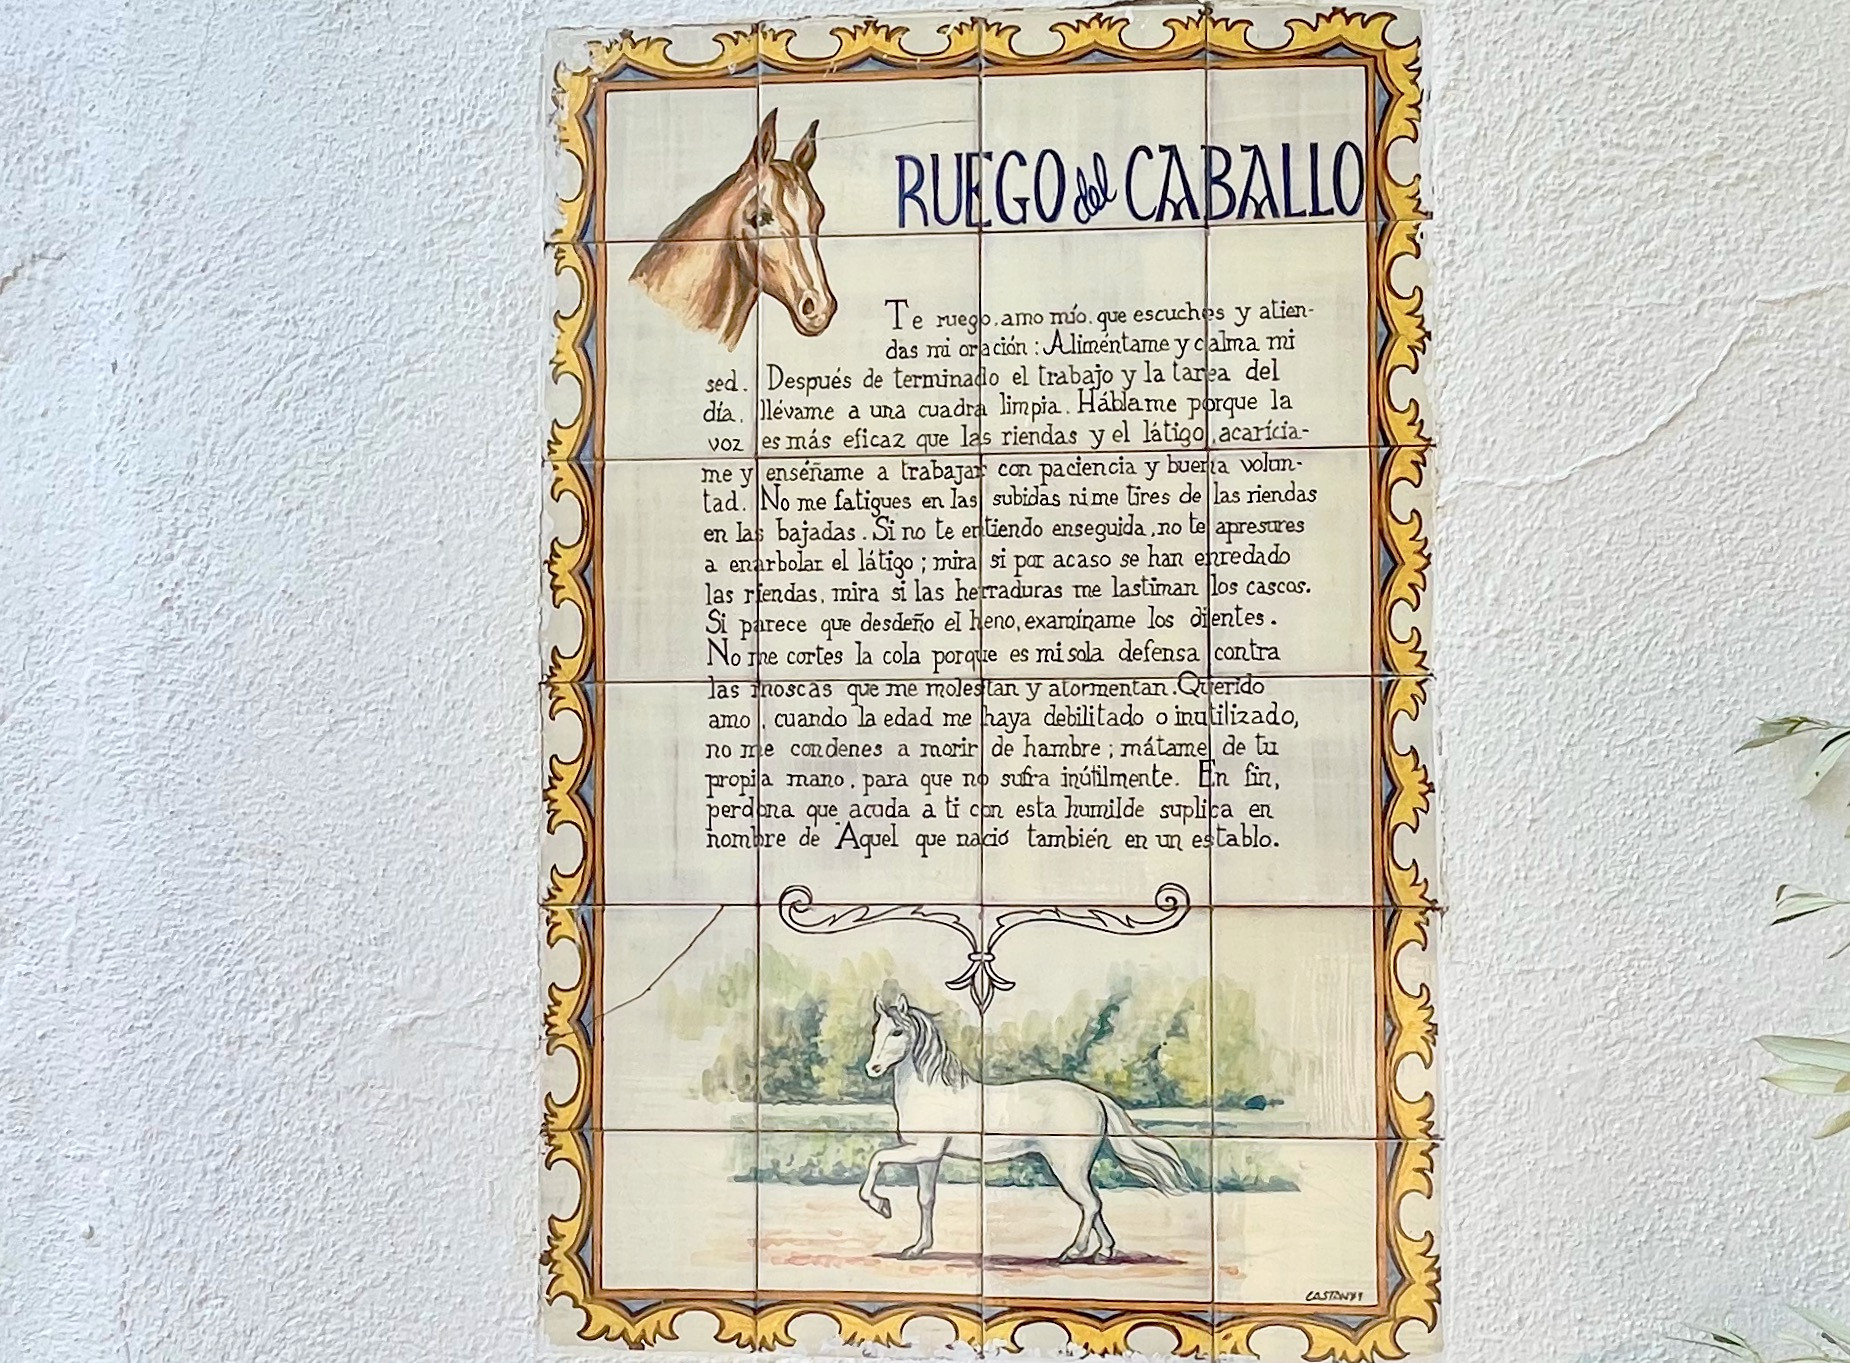 RUEGO del CABALLO
Te ruego, amo mío, que escuches y atien-
das mi oración: Aliméntame y calma mi
sed. Después de terminado el trabajo y la tarea del
día, llévame a una cuadra limpia. Háblame porque la
voz es más eficaz que las riendas y el látigo, acarícia-
me y enséñame a trabajar con paciencia y buena volun-
tad. No me fatigues en las subidas ni me tires de las riendas
en las bajadas. Si no te entiendo enseguida, no te apresures
a enarbolar el látigo; mira si por acaso se han enredado
las riendas, mira si las herraduras me lastiman los cascos.
Si parece que desdeño el heno, examíname los dientes.
No me cortes la cola porque es mi sola defensa contra
las moscas que me molestan y atormentan. Querido
amo, cuando la edad me haya debilitado o inutilizado,
no me condenes a morir de hambre; mátame de tu
propia mano, para que no sufra inútilmente. En fin,
perdona que acuda a ti con esta humilde suplica en
nombre de Aquel que nació también en un establo.